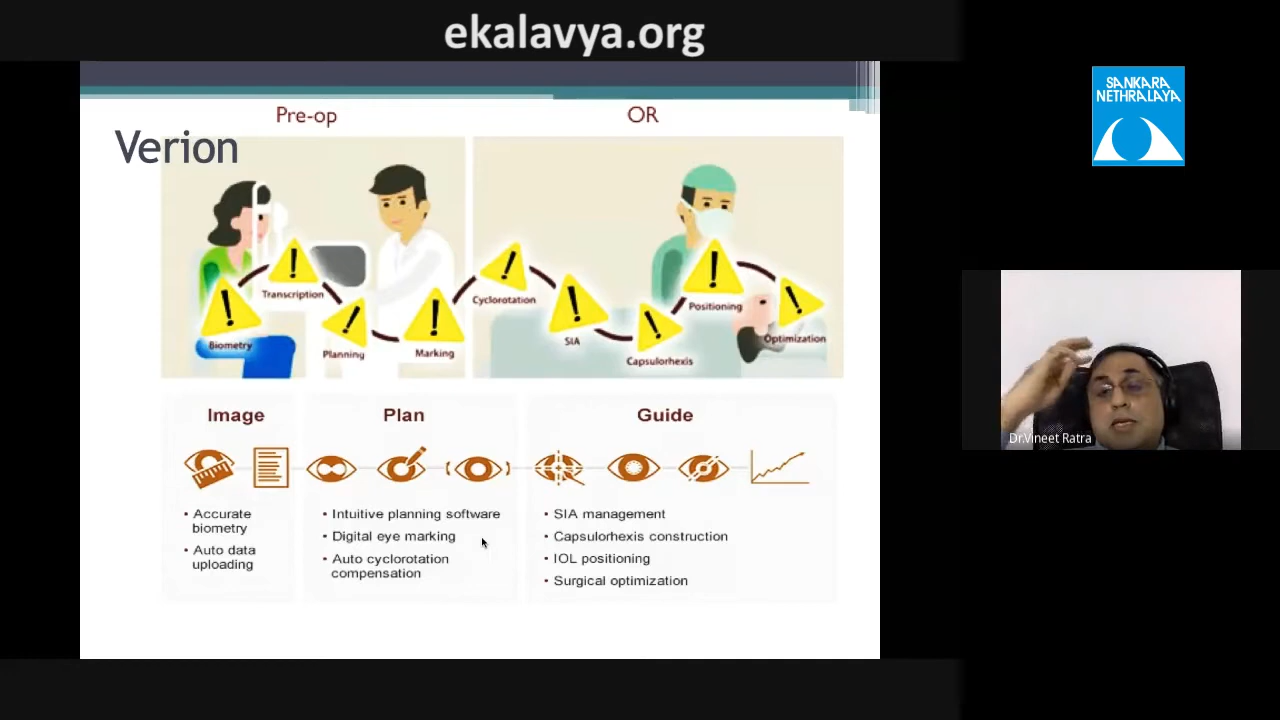 ekalavya.org
SANKARA
NETHRALAYA
Pre-op
OR
Verion
Biometry
Transcription
Planning
Marking
Cyclorotation
SIA
Capsulorhexis
Positioning
Optimization
Image
Plan
Guide
• Accurate
biometry
• Auto data
uploading
• Intuitive planning software
• Digital eye marking
• Auto cyclorotation
compensation
• SIA management
• Capsulorhexis construction
• IOL positioning
• Surgical optimization
Dr.Vineet Ratra